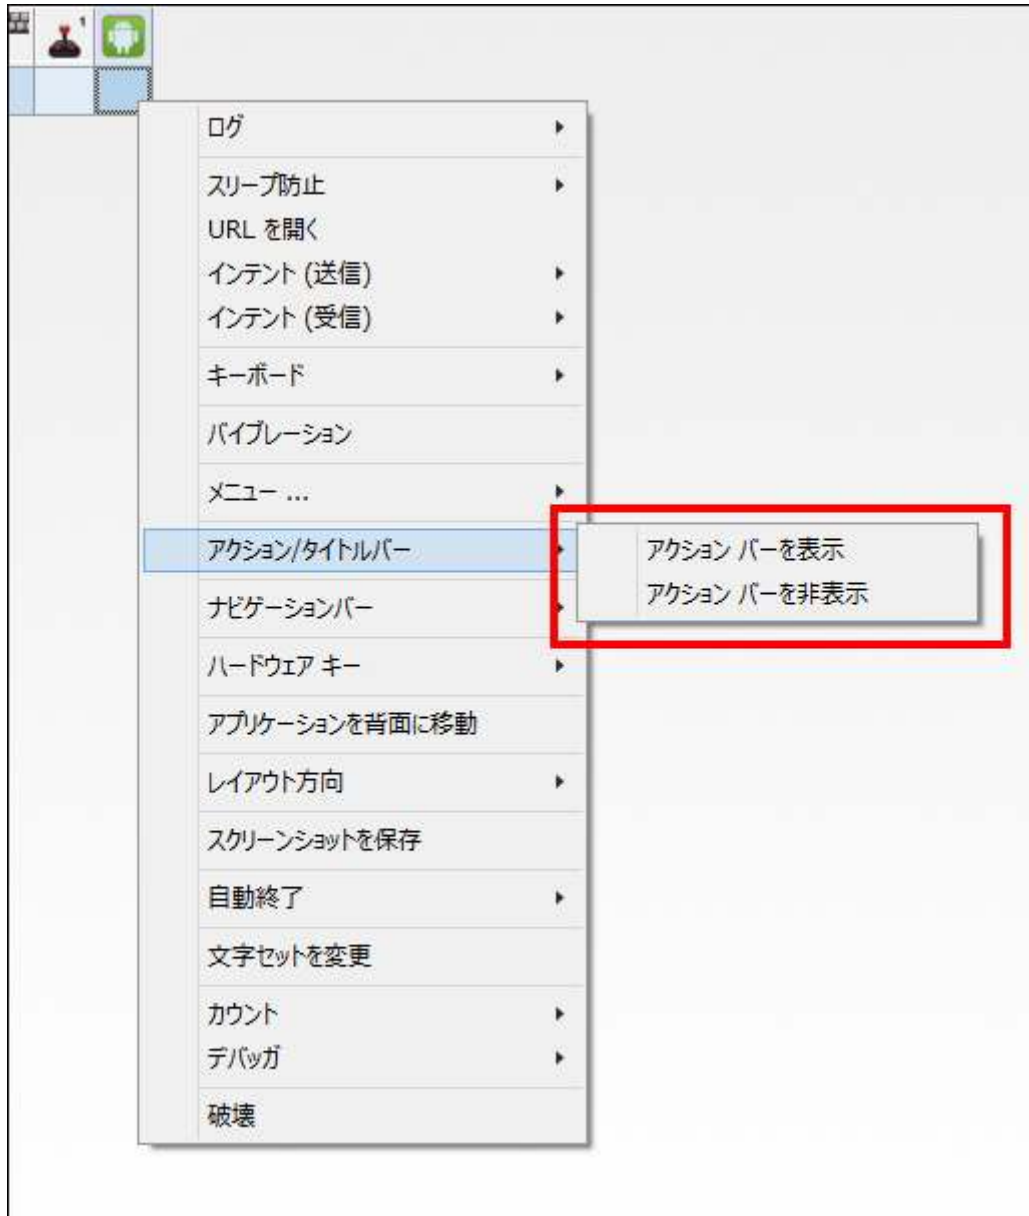 1
ログ
スリープ防止
URL を開く
インテント (送信)
インテント (受信)
キーボード
バイブレーション
メニュー ...
アクション/タイトルバー
アクション バーを表示
アクション バーを非表示
ナビゲーションバー
ハードウェア キー
アプリケーションを背面に移動
レイアウト方向
スクリーンショットを保存
自動終了
文字セットを変更
カウント
デバッガ
破壊